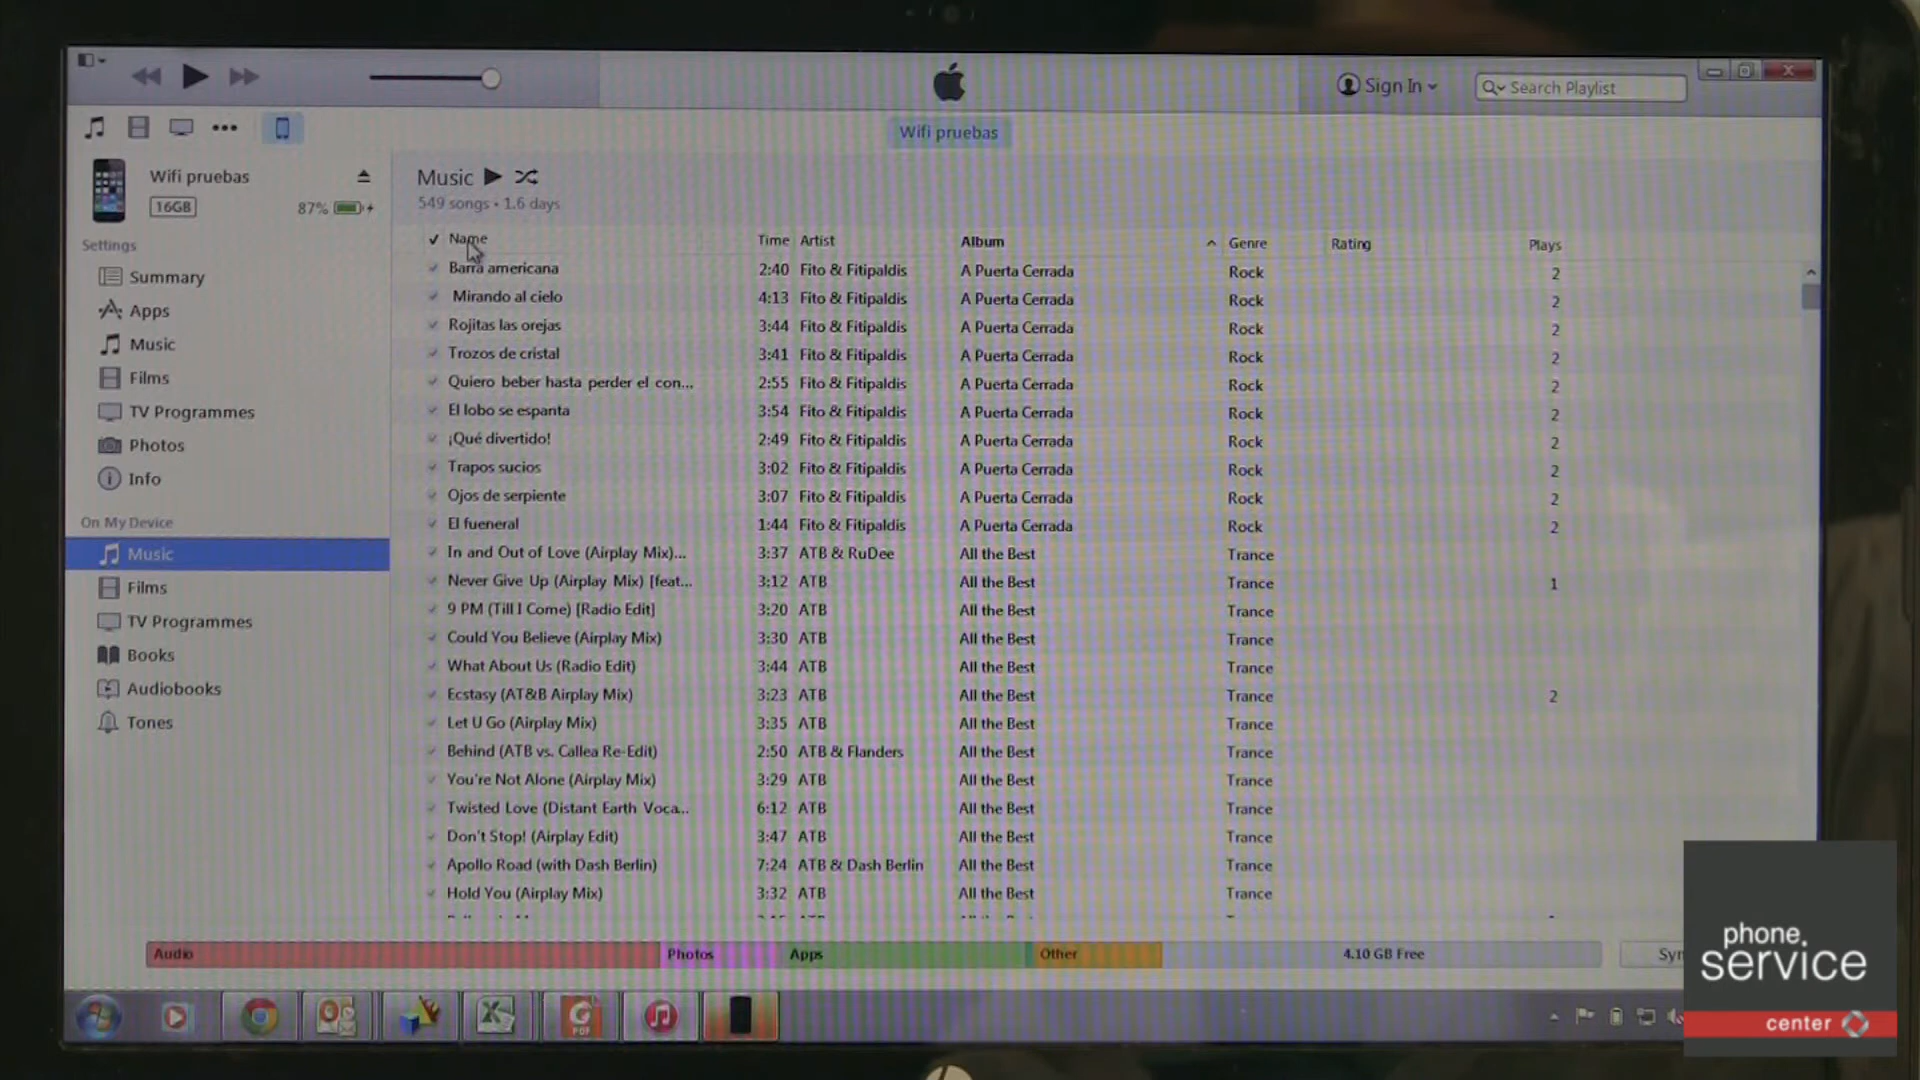 Sign In
Search Playlist
Wifi pruebas
Wifi pruebas
16GB
87%
Settings
Summary
Apps
Music
Films
TV Programmes
Photos
Info
On My Device
Music
Films
TV Programmes
Books
Audiobooks
Tones
Music
549 songs • 1.6 days
Name Time Artist Album Genre Rating Plays
Barra americana 2:40 Fito & Fitipaldis A Puerta Cerrada Rock 2
Mirando al cielo 4:13 Fito & Fitipaldis A Puerta Cerrada Rock 2
Rojitas las orejas 3:44 Fito & Fitipaldis A Puerta Cerrada Rock 2
Trozos de cristal 3:41 Fito & Fitipaldis A Puerta Cerrada Rock 2
Quiero beber hasta perder el con... 2:55 Fito & Fitipaldis A Puerta Cerrada Rock 2
El lobo se espanta 3:54 Fito & Fitipaldis A Puerta Cerrada Rock 2
¡Qué divertido! 2:49 Fito & Fitipaldis A Puerta Cerrada Rock 2
Trapos sucios 3:02 Fito & Fitipaldis A Puerta Cerrada Rock 2
Ojos de serpiente 3:07 Fito & Fitipaldis A Puerta Cerrada Rock 2
El fueneral 1:44 Fito & Fitipaldis A Puerta Cerrada Rock 2
In and Out of Love (Airplay Mix)... 3:37 ATB & RuDee All the Best Trance
Never Give Up (Airplay Mix) [feat... 3:12 ATB All the Best Trance 1
9 PM (Till I Come) [Radio Edit] 3:20 ATB All the Best Trance
Could You Believe (Airplay Mix) 3:30 ATB All the Best Trance
What About Us (Radio Edit) 3:44 ATB All the Best Trance
Ecstasy (AT&B Airplay Mix) 3:23 ATB All the Best Trance 2
Let U Go (Airplay Mix) 3:35 ATB All the Best Trance
Behind (ATB vs. Callea Re-Edit) 2:50 ATB & Flanders All the Best Trance
You're Not Alone (Airplay Mix) 3:29 ATB All the Best Trance
Twisted Love (Distant Earth Voca... 6:12 ATB All the Best Trance
Don't Stop! (Airplay Edit) 3:47 ATB All the Best Trance
Apollo Road (with Dash Berlin) 7:24 ATB & Dash Berlin All the Best Trance
Hold You (Airplay Mix) 3:32 ATB All the Best Trance
Audio Photos Apps Other 4.10 GB Free
PDF
phone.
service
center